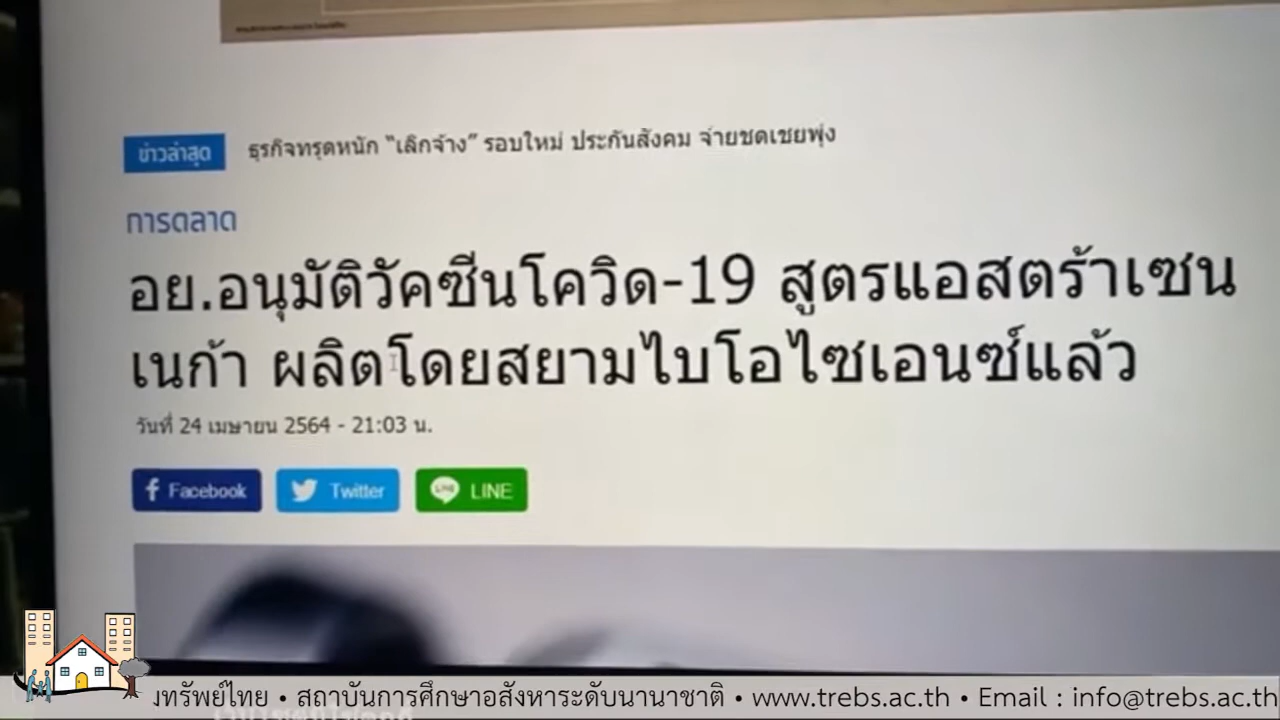 ข่าวล่าสุด ธุรกิจทรุดหนัก “เลิกจ้าง” รอบใหม่ ประกันสังคม จ่ายชดเชยพุ่ง
การตลาด
อย.อนุมัติวัคซีนโควิด-19 สูตรแอสตร้าเซน
เนก้า ผลิตโดยสยามไบโอไซเอนซ์แล้ว
วันที่ 24 เมษายน 2564 - 21:03 น.
Facebook Twitter LINE
งทรัพย์ไทย • สถาบันการศึกษาอสังหาระดับนานาชาติ • www.trebs.ac.th • Email : info@trebs.ac.th